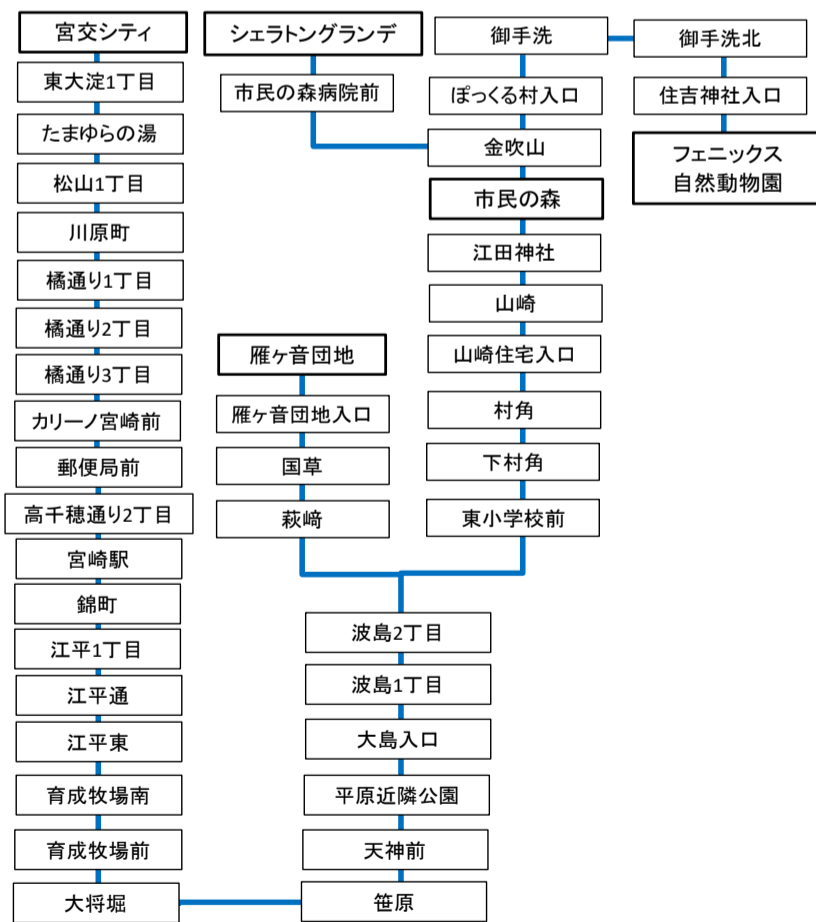 宮交シティ
東大淀1丁目
たまゆらの湯
松山1丁目
川原町
橘通り1丁目
橘通り2丁目
橘通り3丁目
カリーノ宮崎前
郵便局前
高千穂通り2丁目
宮崎駅
錦町
江平1丁目
江平通
江平東
育成牧場南
育成牧場前
大将堀
シェラトングランデ
市民の森病院前
雁ヶ音団地
雁ヶ音団地入口
国草
萩﨑
御手洗
ぽっくる村入口
金吹山
市民の森
江田神社
山崎
山崎住宅入口
村角
下村角
東小学校前
波島2丁目
波島1丁目
大島入口
平原近隣公園
天神前
笹原
御手洗北
住吉神社入口
フェニックス
自然動物園